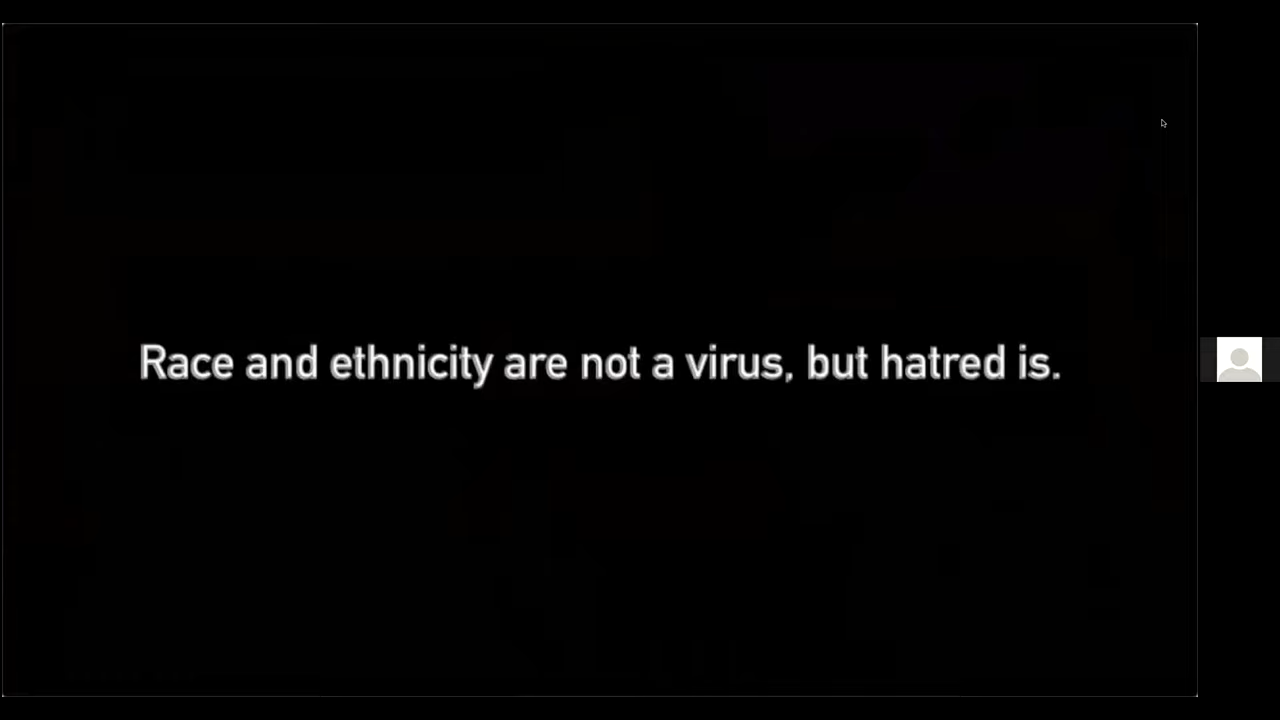 Race and ethnicity are not a virus, but hatred is.